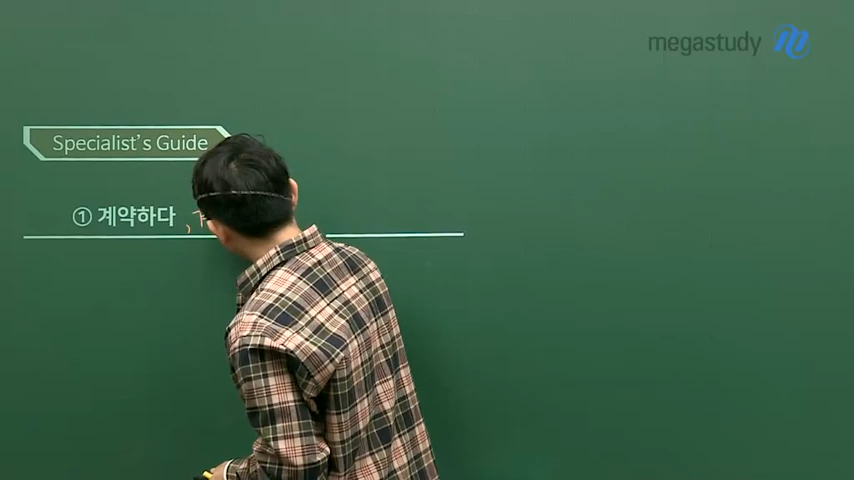 megastudy
Specialist's Guide
① 계약하다,